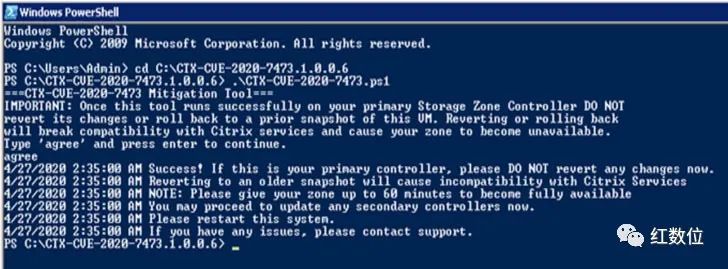 Windows PowerShell
Windows PowerShell
Copyright (C) 2009 Microsoft Corporation. All rights reserved.
PS C:\Users\Admin> cd C:\CTX-CVE-2020-7473.1.0.0.6
PS C:\CTX-CVE-2020-7473.1.0.0.6> .\CTX-CVE-2020-7473.ps1
===CTX-CVE-2020-7473 Mitigation Tool===
IMPORTANT: Once this tool runs successfully on your primary Storage Zone Controller DO NOT
revert its changes or roll back to a prior snapshot of this VM. Reverting or rolling back
will break compatibility with Citrix services and cause your zone to become unavailable.
Type 'agree' and press enter to continue.
agree
4/27/2020 2:35:00 AM Success! If this is your primary controller, please DO NOT revert any changes now.
4/27/2020 2:35:00 AM Reverting to an older snapshot will cause incompatibility with Citrix Services
4/27/2020 2:35:00 AM NOTE: Please give your zone up to 60 minutes to become fully available
4/27/2020 2:35:00 AM You may proceed to update any secondary controllers now.
4/27/2020 2:35:00 AM Please restart this system.
4/27/2020 2:35:00 AM If you have any issues, please contact support.
PS C:\CTX-CVE-2020-7473.1.0.0.6> _
红数位